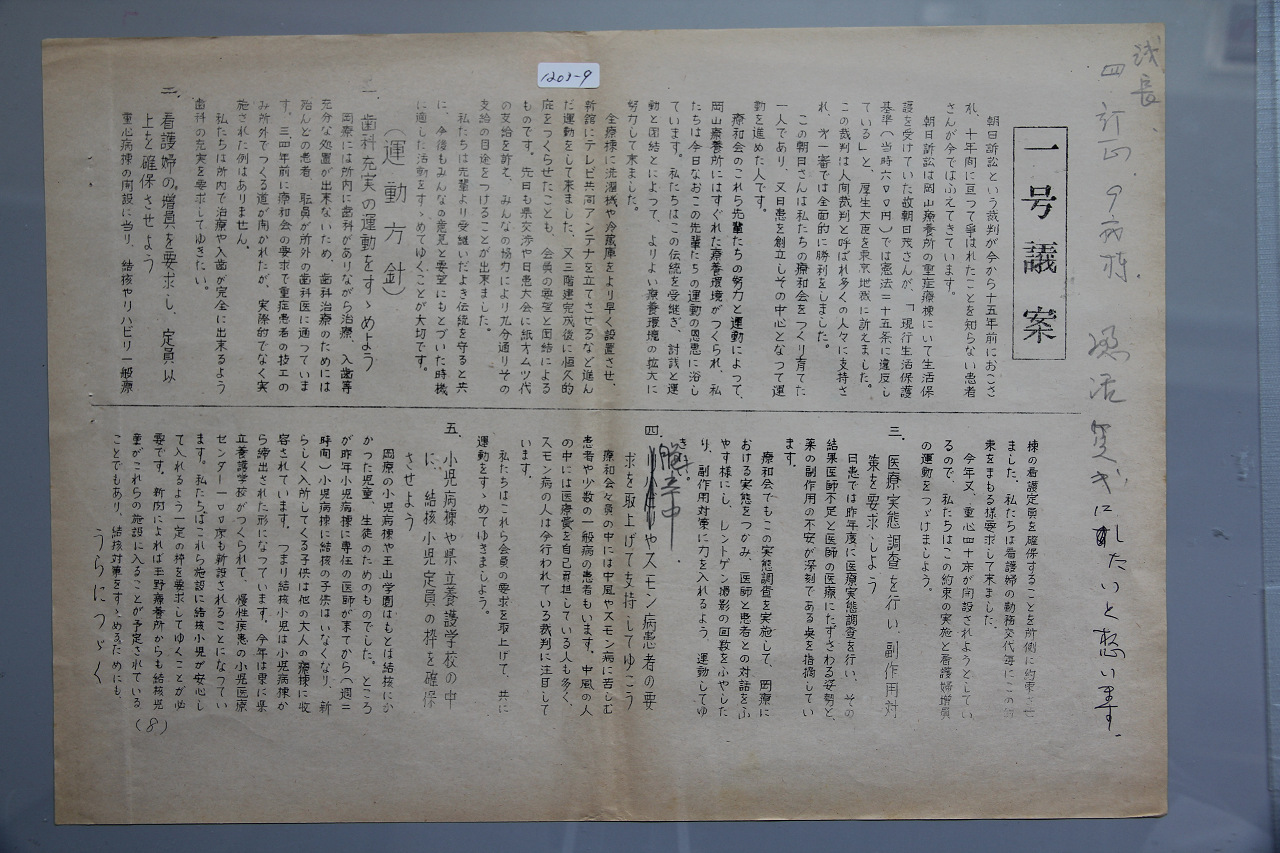 1203-9
議長、
一号議案
朝日訴訟という裁判が今から十五年前におこさ
れ、十年間に亘って争はれたことを知らない患者
さんが今ではふえてきています。
朝日訴訟は岡山療養所の重症療棟にいて生活保
護を受けていた故朝日茂さんが、「現行生活保護
基準(当時六〇〇円)では憲法二十五条に違反し
ている」と、厚生大臣を東京地裁に訴えました。
この裁判は人間裁判と呼ばれ多くの人々に支持さ
れ、才一審では全面的に勝利をしました。
この朝日さんは私たちの療和会をつくり育てた
一人であり、又日患を創立しその中心となって運
動を進めた人です。
療和会のこれら先輩たちの努力と運動によって、
岡山療養所にはすぐれた療養環境がつくられ、私
たちは今日なおこの先輩たちの運動の恩恵に浴し
ています。私たちはこの伝統を受継ぎ、討議と運
動と団結とによって、よりよい療養環境の拡大に
努力して来ました。
全療棟に洗濯機や冷蔵庫をより早く設置させ、
新館にテレビ共同アンテナを立てさせるなど進ん
だ運動をして来ました。又三階建完成後に恒久的
庭をつくらせたことも、会員の要望と団結による
ものです。先日も県交渉や日患大会に紙オムツ代
の支給を訴え、みんなの協力により九分通りその
支給の目途をつけることが出来ました。
私たちは先輩より受継いだよき伝統を守ると共
に、今後もみんなの意見と要望にもとづいた時機
に適した活動をすゝめてゆくことが大切です。
(運動方針)
一、歯科充実の運動をすゝめよう
岡療には所内に歯科がありながら治療、入歯等
充分な処置が出来ないため、歯科治療のためには
殆んどの患者、職員が所外の歯科医に通っていま
す。三、四年前に療和会の要求で重症患者の技工の
み所外でつくる道が開かれたが、実際的でなく実
施された例はありません。
私たちは所内で治療や入歯が完全に出来るよう
歯科の充実を要求してゆきたい。
二、看護婦の増員を要求し、定員以
上を確保させよう
重心病棟の開設に当り、結核やリハビリ一般療
棟の看護定員を確保することを所側に約束させ
ました。私たちは看護婦の勤務交代毎にこの約
束をまもる様要求して来ました。
今年又、重心四十床が開設されようとしてい
るので、私たちはこの約束の実施と看護婦増員
の運動をつゞけましよう。
三、医療実態調査を行い、副作用対
策を要求しよう
日患では昨年度に医療実態調査を行い、その
結果医師不足と医師の医療にたずさわる姿勢と、
薬の副作用の不安が深刻である臭を指摘してい
ます。
療和会でもこの実態調査を実施して、岡療に
おける実態をつかみ、医師と患者との対話をふ
やす様にし、レントゲン撮影の回数をふやした
り、副作用対策に力を入れるよう、運動してゆ
き
四、やスモン病患者の要
求を取上げて支持してゆこう
療和会々員の中には中風やスモン病に苦しむ
患者や少数の一般病の患者もいます。中風の人
の中には医療費を自己負担している人も多く、
スモン病の人は今行われている裁判に注目して
います。
私たちはこれら会員の要求を取上げて、共に
運動をすゝめてゆきましよう。
五、小児病棟や県立養護学校の中
に、結核小児定員の枠を確保
させよう
岡療の小児病棟や王山学園はもとは結核にか
かった児童、生徒のためのものでした。ところ
が昨年小児病棟に専任の医師が来てから(週二
時間)小児病棟に結核の子供はいなくなり、新
らしく入所してくる子供は他の大人の療棟に收
容されています。つまり結核小児は小児病棟か
ら締出された形になっています。今年は更に県
立養護学校がつくられて、慢性疾患の小児医療
センター一〇〇床も新設されることになってい
ます。私たちはこれら施設に結核小児が安心し
て入れるよう一定の枠を要求してゆくことが必
要です。新聞によれば玉野療養所からも結核児
童がこれらの施設に入ることが予定されている
ことでもあり、結核対策をすゝめるためにも、
うらにつゞく
(8)